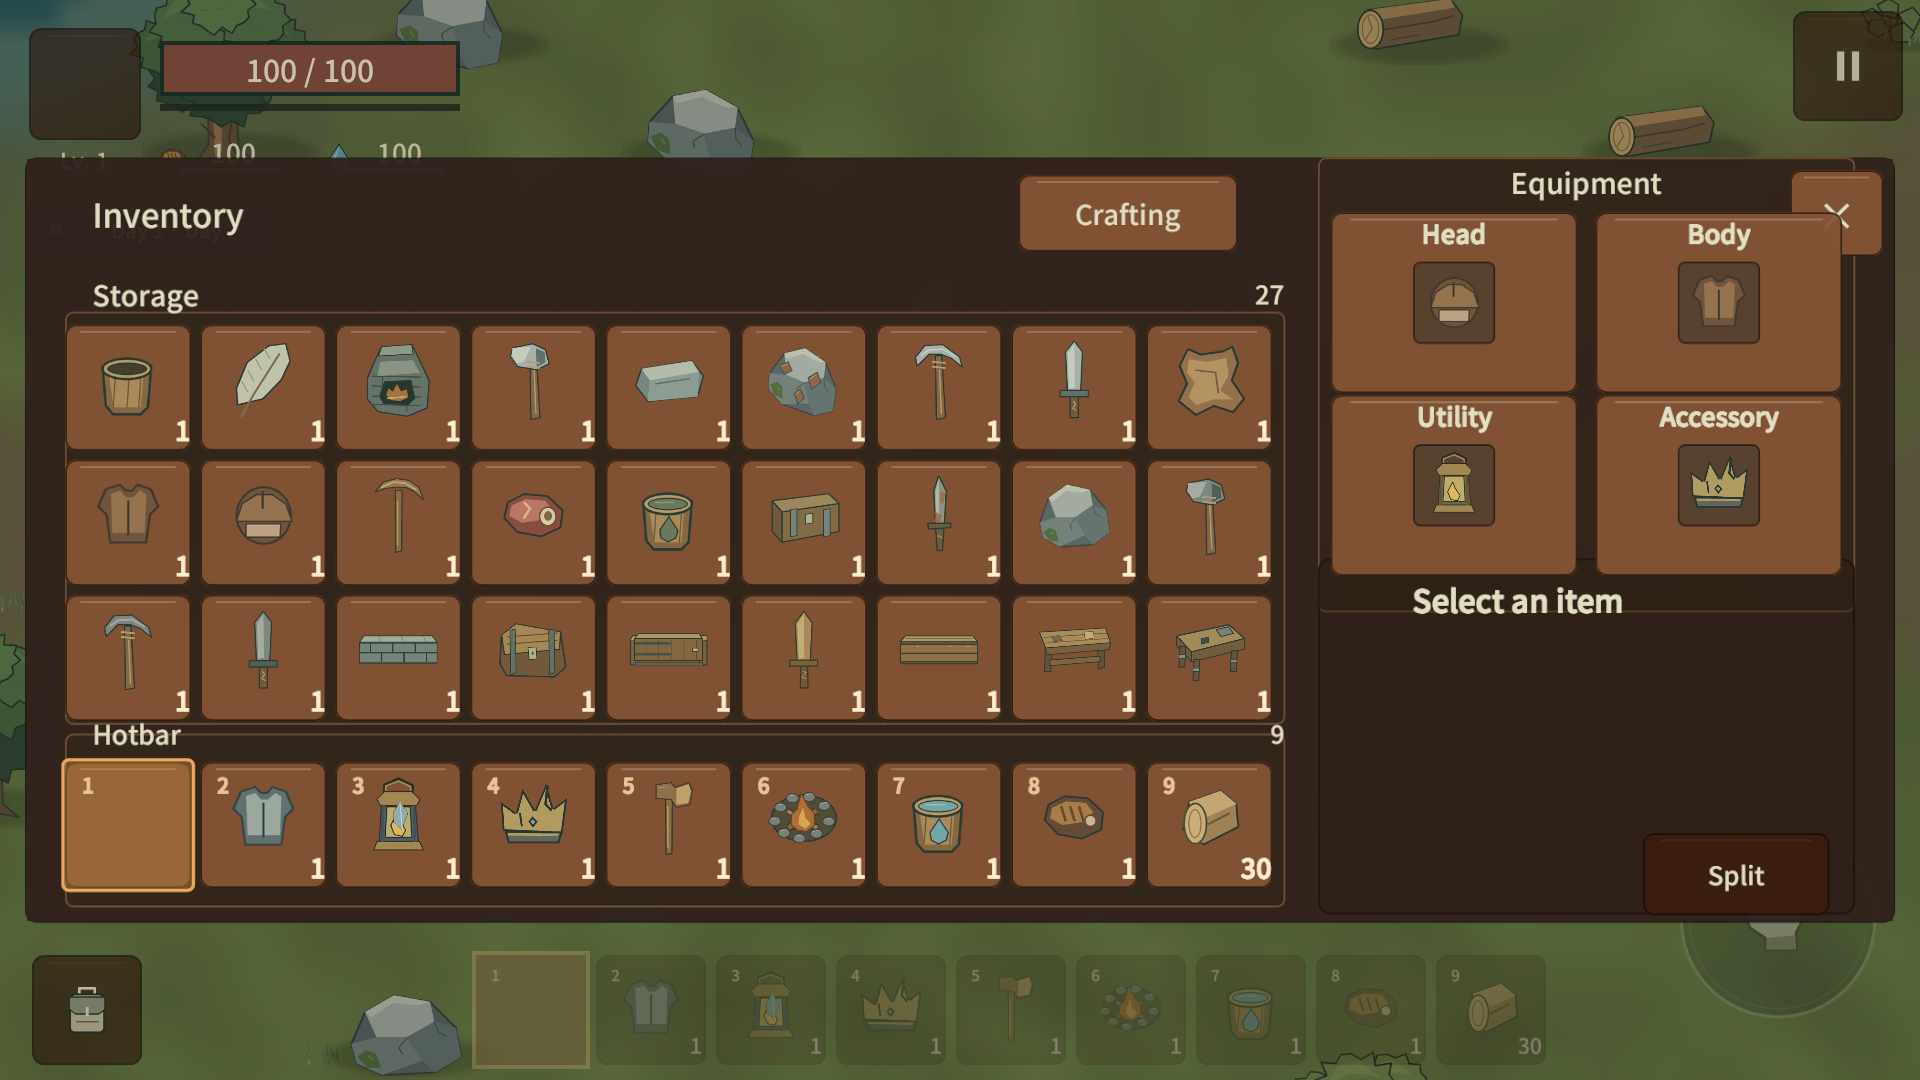 100 / 100
100
100
Lv. 1
Inventory
Crafting
Equipment
Head
Body
Storage
27
1 1 1 1 1 1 1 1 1
Utility
Accessory
1 1 1 1 1 1 1 1 1
Select an item
1 1 1 1 1 1 1 1 1
Hotbar
9
1 2 3 4 5 6 7 8 9
1 1 1 1 1 1 1 30
Split
1 2 3 4 5 6 7 8 9
1 1 1 1 1 1 1 30